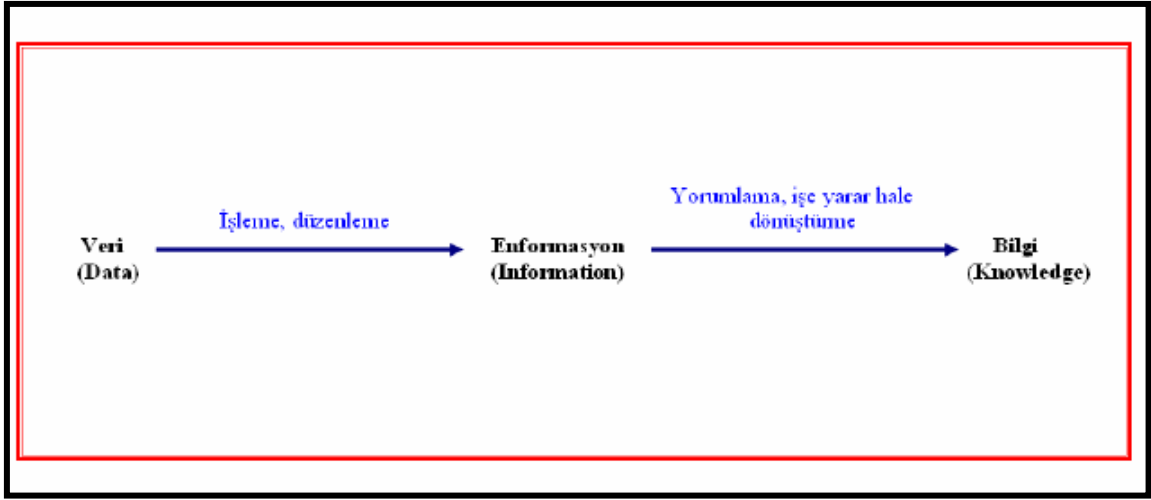 Veri
(Data)
İşleme, düzenleme
Enformasyon
(Information)
Yorumlama, işe yarar hale
dönüştürme
Bilgi
(Knowledge)